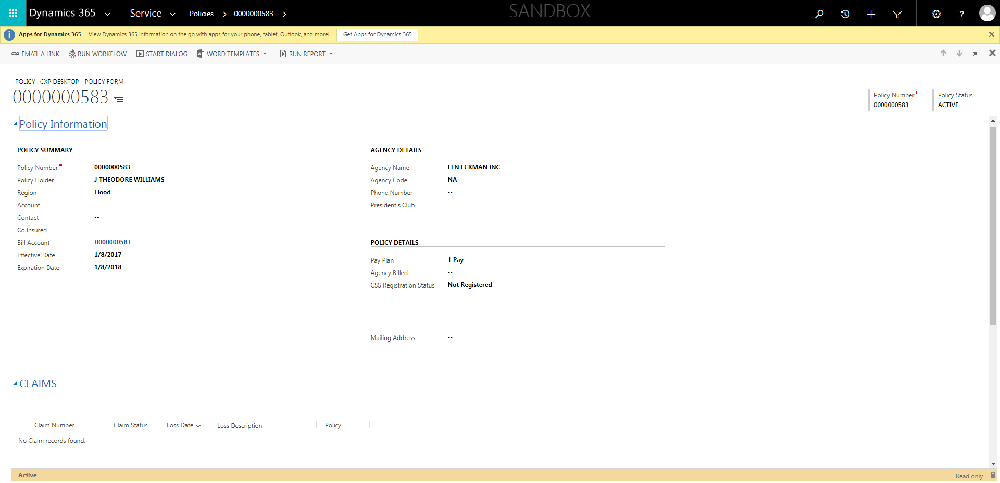 Dynamics 365 Service Policies 0000000583 SANDBOX
Apps for Dynamics 365 View Dynamics 365 information on the go with apps for your phone, tablet, Outlook, and more! Get Apps for Dynamics 365
EMAIL A LINK RUN WORKFLOW START DIALOG WORD TEMPLATES RUN REPORT
POLICY : CXP DESKTOP - POLICY FORM
0000000583
Policy Number* Policy Status
0000000583 ACTIVE
Policy Information
POLICY SUMMARY
Policy Number* 0000000583
Policy Holder J THEODORE WILLIAMS
Region Flood
Account --
Contact --
Co Insured --
Bill Account 0000000583
Effective Date 1/8/2017
Expiration Date 1/8/2018
AGENCY DETAILS
Agency Name LEN ECKMAN INC
Agency Code NA
Phone Number --
President's Club --
POLICY DETAILS
Pay Plan 1 Pay
Agency Billed --
CSS Registration Status Not Registered
Mailing Address --
CLAIMS
Claim Number Claim Status Loss Date Loss Description Policy
No Claim records found.
Active Read only